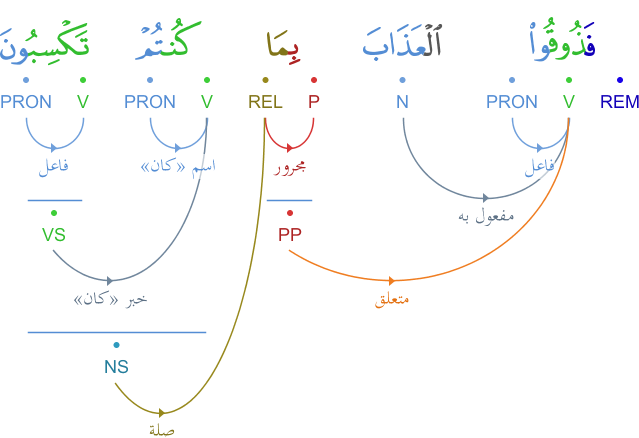 فَذُوقُوا۟ ٱلْعَذَابَ بِمَا كُنتُمْ تَكْسِبُونَ
REM V PRON N P REL V PRON V PRON
فاعل مجرور اسم «كان» فاعل
مفعول به
PP VS
متعلق خبر «كان»
NS
صلة